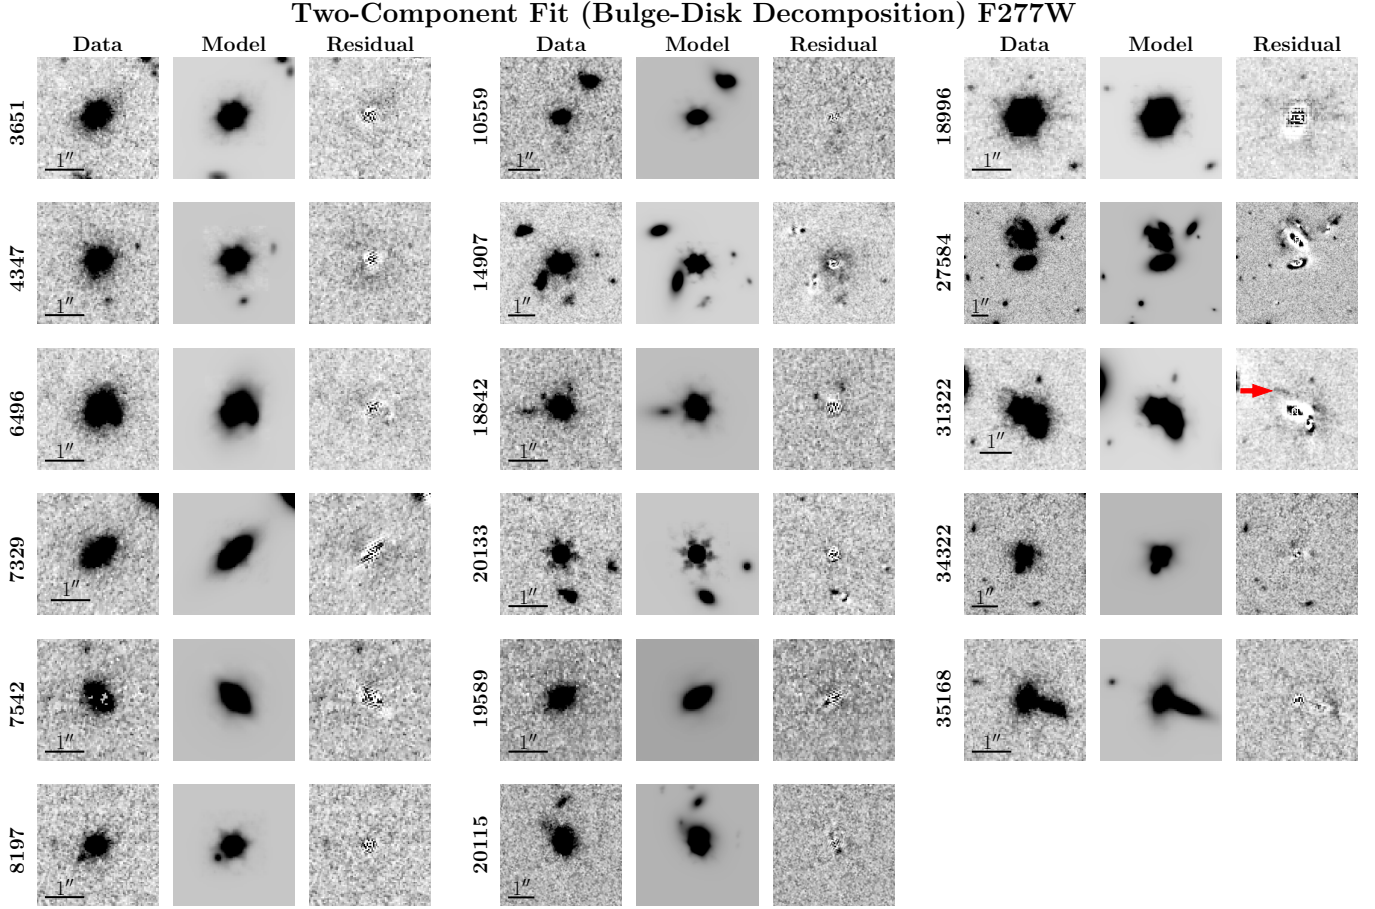 Two-Component Fit (Bulge-Disk Decomposition) F277W
Data Model Residual Data Model Residual Data Model Residual
3651 1″ 10559 1″ 18996 1″
4347 1″ 14907 1″ 27584 1″
6496 1″ 18842 1″ 31322 1″
7329 1″ 20133 1″ 34322 1″
7542 1″ 19589 1″ 35168 1″
8197 1″ 20115 1″